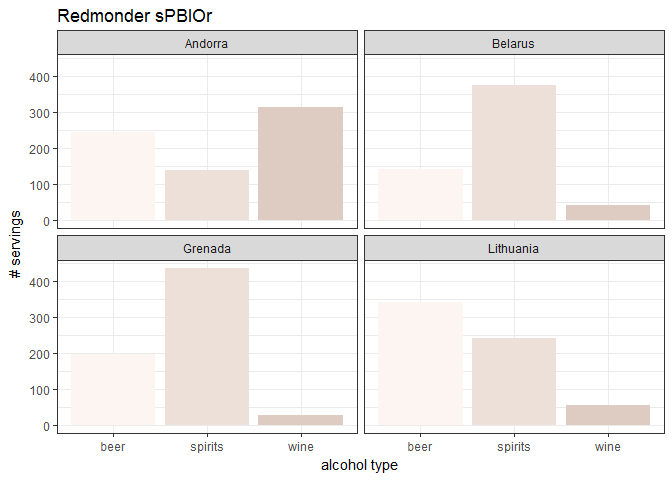 Redmonder sPBIOr
Andorra
Belarus
400
300
200
100
0
Grenada
Lithuania
400
300
200
100
0
# servings
beer
spirits
wine
beer
spirits
wine
alcohol type